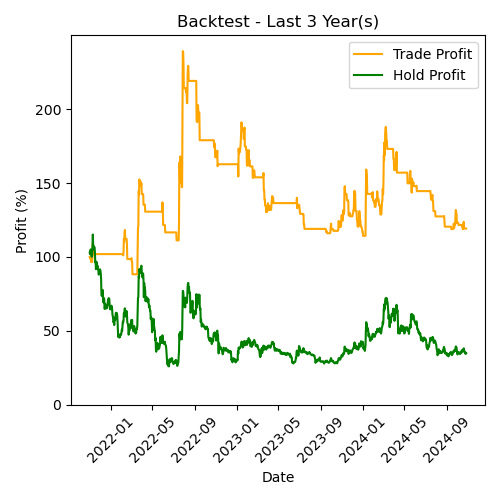 Backtest - Last 3 Year(s)
Trade Profit
Hold Profit
Profit (%)
200
150
100
50
0
2022-01
2022-05
2022-09
2023-01
2023-05
2023-09
2024-01
2024-05
2024-09
Date